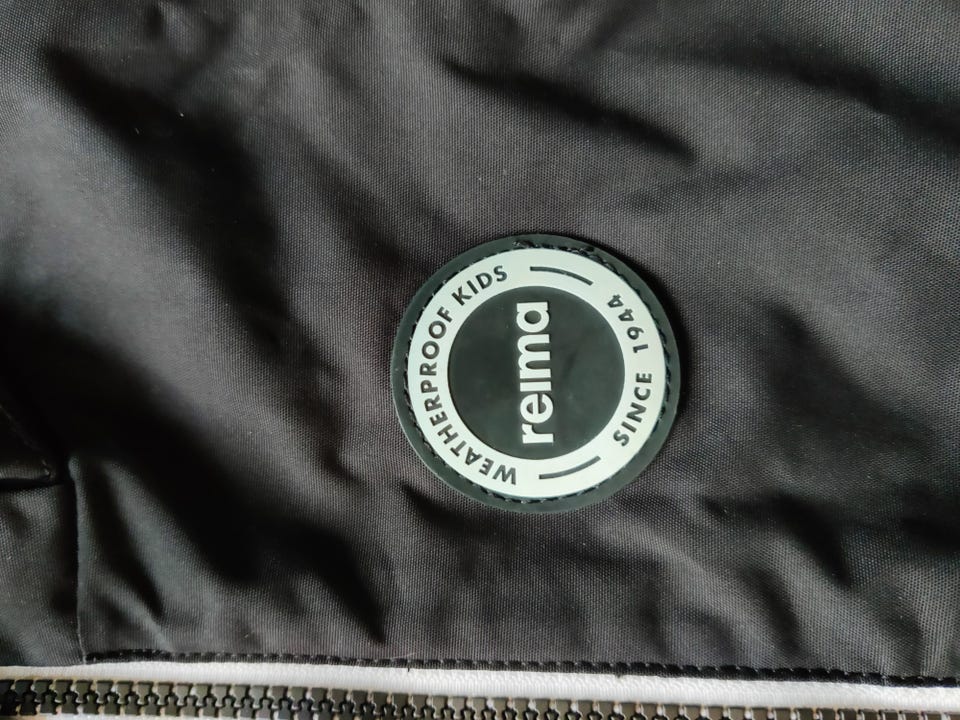 WEATHERPROOF KIDS
reima
SINCE 1944